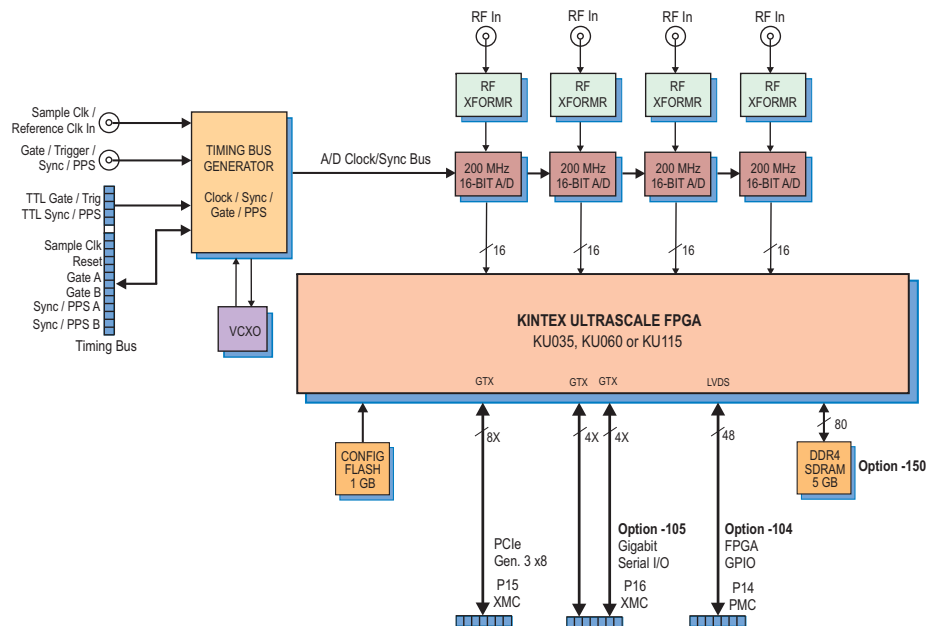 RF In
RF In
RF In
RF In
RF
XFORMR
RF
XFORMR
RF
XFORMR
RF
XFORMR
Sample Clk /
Reference Clk In
Gate / Trigger /
Sync / PPS
TTL Gate / Trig
TTL Sync / PPS
Sample Clk
Reset
Gate A
Gate B
Sync / PPS A
Sync / PPS B
Timing Bus
TIMING BUS
GENERATOR
Clock / Sync /
Gate / PPS
VCXO
A/D Clock/Sync Bus
200 MHz
16-BIT A/D
200 MHz
16-BIT A/D
200 MHz
16-BIT A/D
200 MHz
16-BIT A/D
16
16
16
16
KINTEX ULTRASCALE FPGA
KU035, KU060 or KU115
GTX
GTX
GTX
LVDS
CONFIG
FLASH
1 GB
8X
4X
4X
48
80
DDR4
SDRAM
5 GB
Option -150
PCIe
Gen. 3 x8
P15
XMC
Option -105
Gigabit
Serial I/O
P16
XMC
Option -104
FPGA
GPIO
P14
PMC